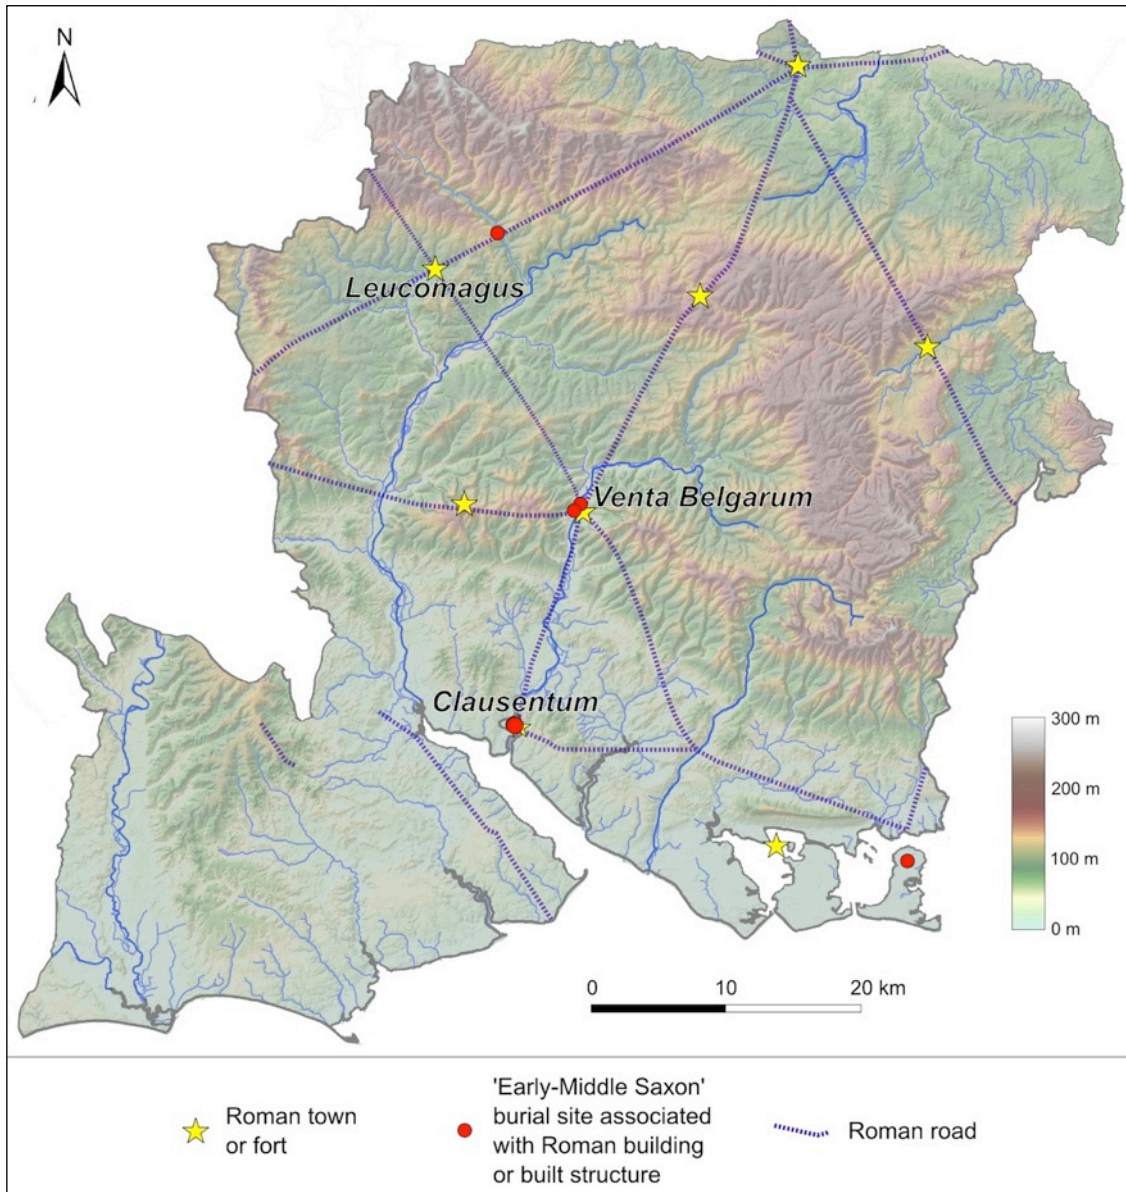 N
Leucomagus
Venta Belgarum
Clausentum
300 m
200 m
100 m
0 m
0 10 20 km
Roman town
or fort
'Early-Middle Saxon'
burial site associated
with Roman building
or built structure
Roman road